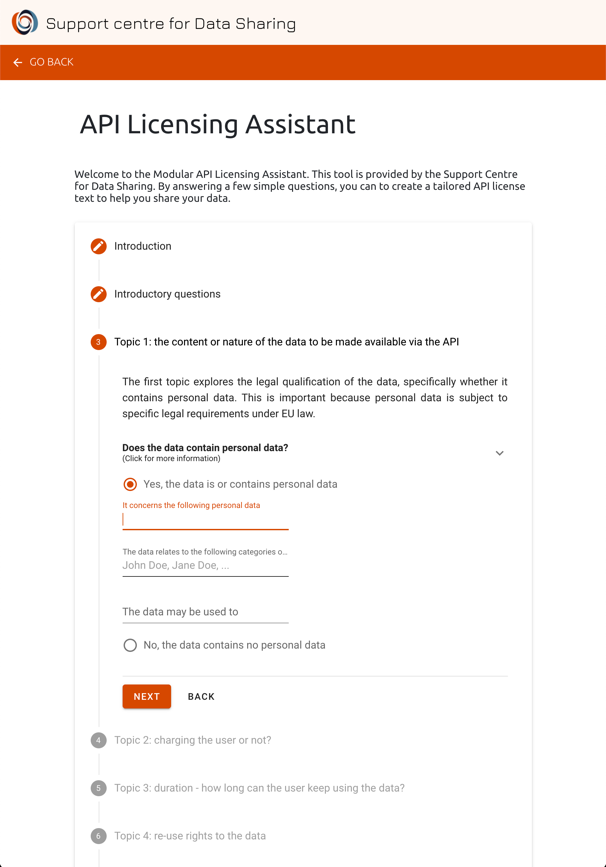 Support centre for Data Sharing
GO BACK
API Licensing Assistant
Welcome to the Modular API Licensing Assistant. This tool is provided by the Support Centre
for Data Sharing. By answering a few simple questions, you can to create a tailored API license
text to help you share your data.
Introduction
Introductory questions
3 Topic 1: the content or nature of the data to be made available via the API
The first topic explores the legal qualification of the data, specifically whether it
contains personal data. This is important because personal data is subject to
specific legal requirements under EU law.
Does the data contain personal data?
(Click for more information)
Yes, the data is or contains personal data
It concerns the following personal data
The data relates to the following categories o...
John Doe, Jane Doe, ...
The data may be used to
No, the data contains no personal data
NEXT BACK
4 Topic 2: charging the user or not?
5 Topic 3: duration - how long can the user keep using the data?
6 Topic 4: re-use rights to the data